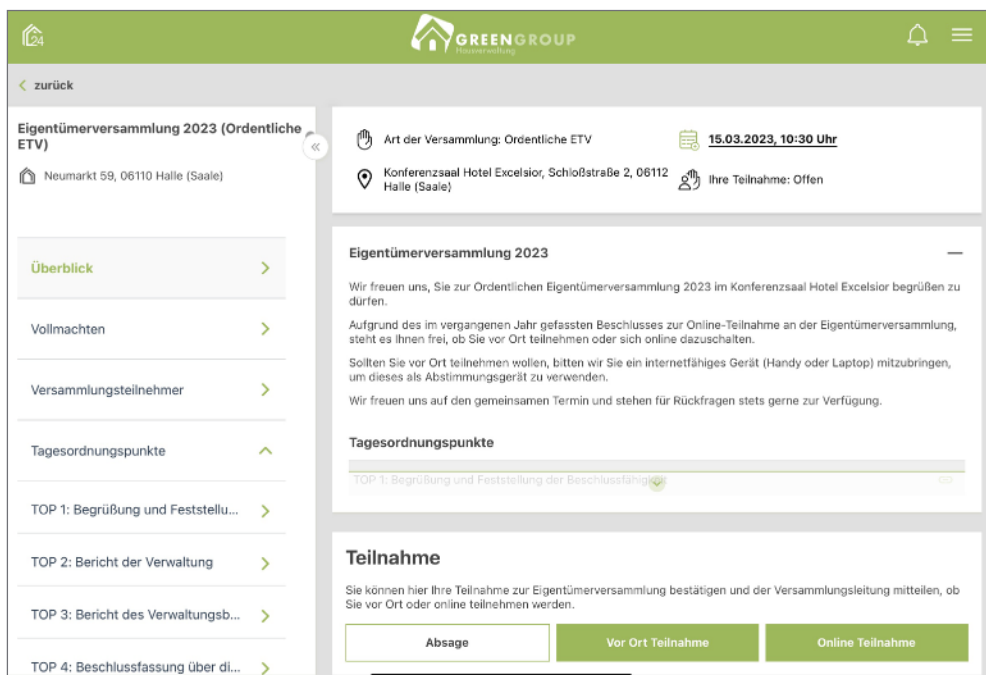 24
GREENGROUP
Hausverwaltung
zurück
Eigentümerversammlung 2023 (Ordentliche
ETV)
Neumarkt 59, 06110 Halle (Saale)
Überblick
Vollmachten
Versammlungsteilnehmer
Tagesordnungspunkte
TOP 1: Begrüßung und Feststellu...
TOP 2: Bericht der Verwaltung
TOP 3: Bericht des Verwaltungsb...
TOP 4: Beschlussfassung über di...
Art der Versammlung: Ordentliche ETV
15.03.2023, 10:30 Uhr
Konferenzsaal Hotel Excelsior, Schloßstraße 2, 06112
Halle (Saale)
Ihre Teilnahme: Offen
Eigentümerversammlung 2023
Wir freuen uns, Sie zur Ordentlichen Eigentümerversammlung 2023 im Konferenzsaal Hotel Excelsior begrüßen zu
dürfen.
Aufgrund des im vergangenen Jahr gefassten Beschlusses zur Online-Teilnahme an der Eigentümerversammlung,
steht es Ihnen frei, ob Sie vor Ort teilnehmen oder sich online dazuschalten.
Sollten Sie vor Ort teilnehmen wollen, bitten wir Sie ein internetfähiges Gerät (Handy oder Laptop) mitzubringen,
um dieses als Abstimmungsgerät zu verwenden.
Wir freuen uns auf den gemeinsamen Termin und stehen für Rückfragen stets gerne zur Verfügung.
Tagesordnungspunkte
TOP 1: Begrüßung und Feststellung der Beschlussfähigkeit
Teilnahme
Sie können hier Ihre Teilnahme zur Eigentümerversammlung bestätigen und der Versammlungsleitung mitteilen, ob
Sie vor Ort oder online teilnehmen werden.
Absage
Vor Ort Teilnahme
Online Teilnahme